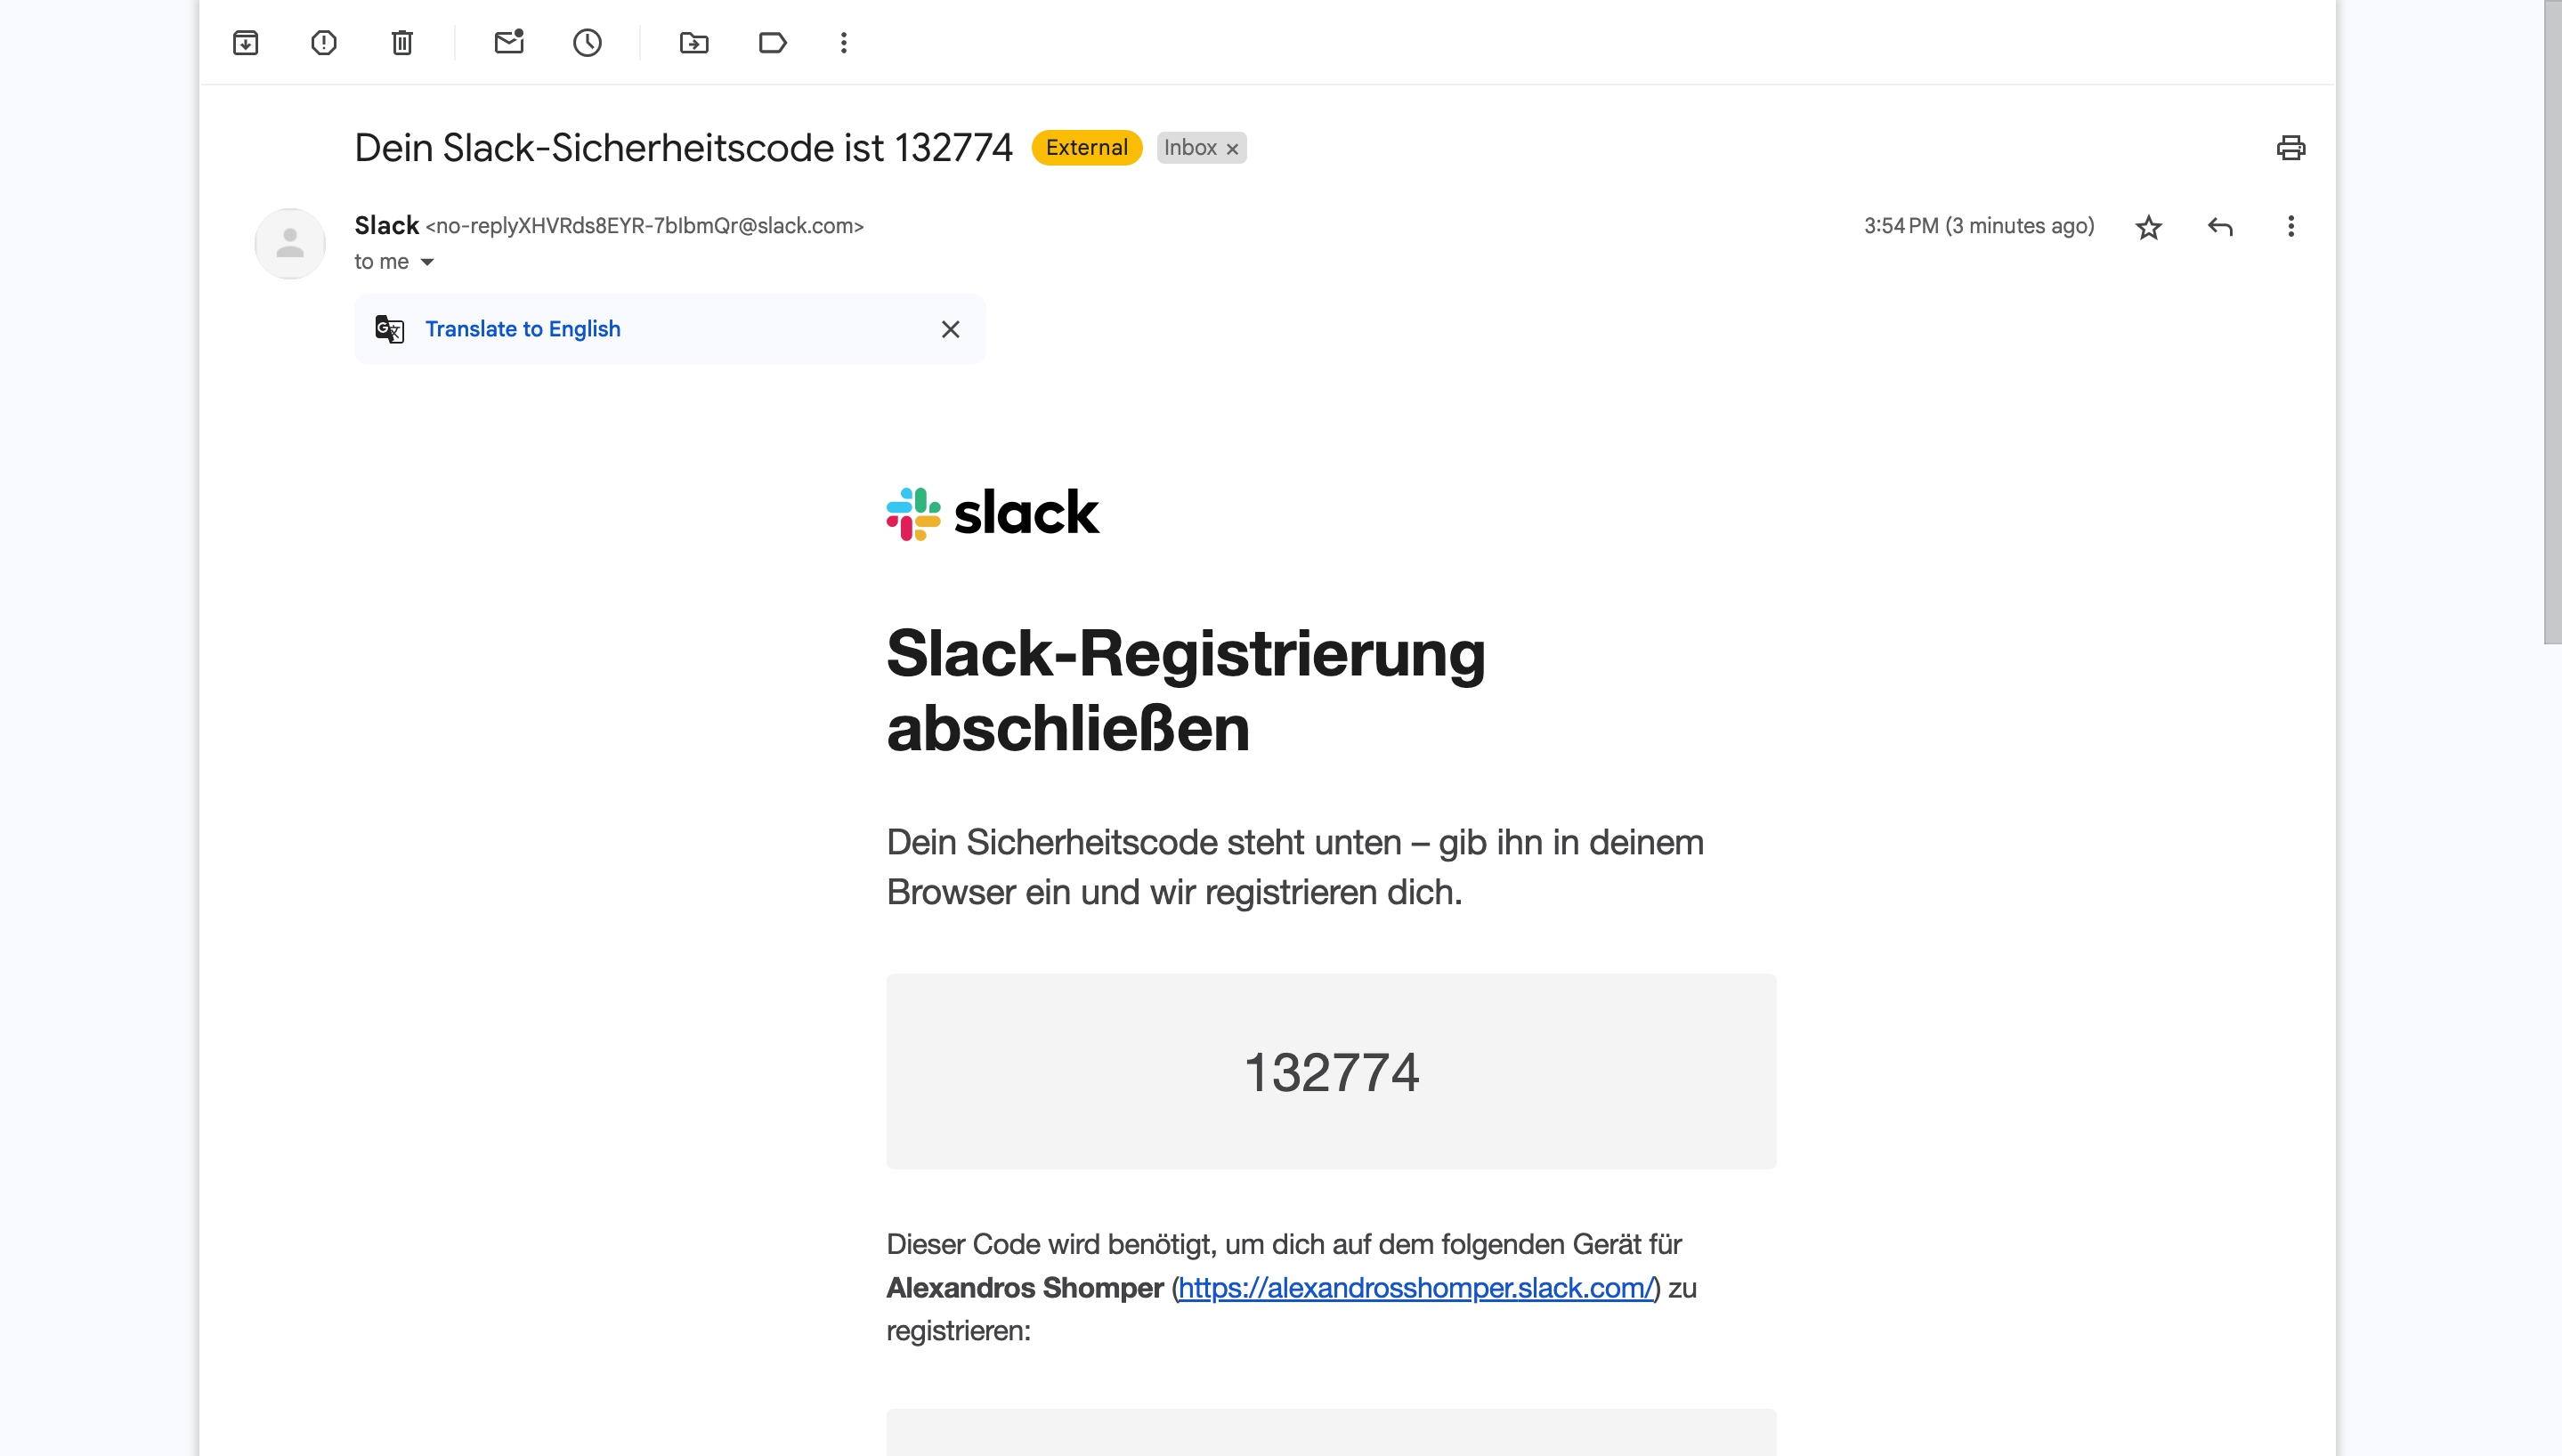 Dein Slack-Sicherheitscode ist 132774 External Inbox ×
Slack <no-replyXHVRds8EYR-7bIbmQr@slack.com> 3:54 PM (3 minutes ago)
to me
Translate to English
slack
Slack-Registrierung
abschließen
Dein Sicherheitscode steht unten – gib ihn in deinem
Browser ein und wir registrieren dich.
132774
Dieser Code wird benötigt, um dich auf dem folgenden Gerät für
Alexandros Shomper (https://alexandrosshomper.slack.com/) zu
registrieren: